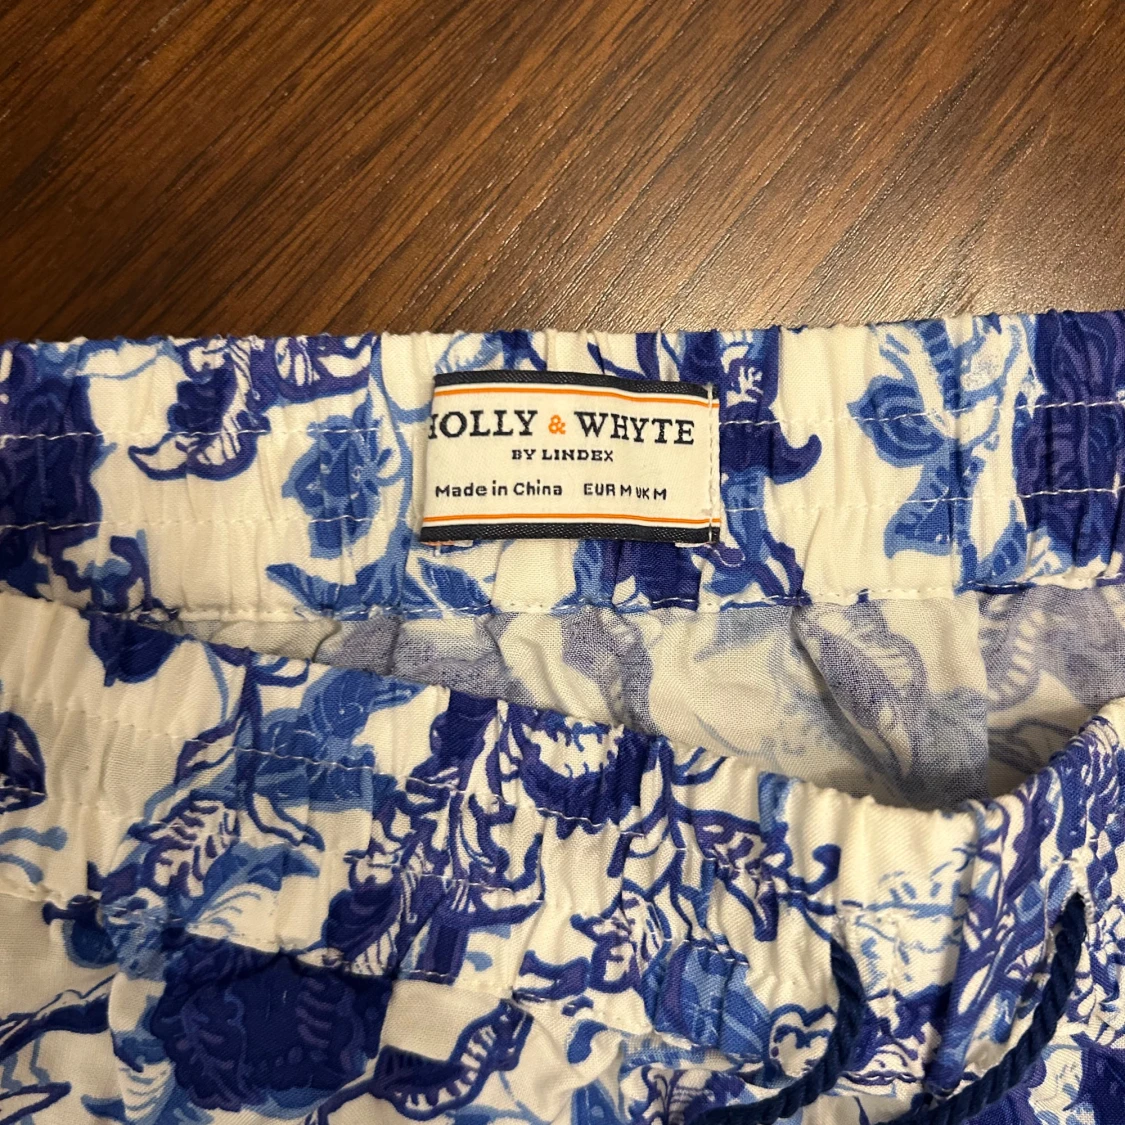 HOLLY & WHYTE
BY LINDEX
Made in China EUR M UK M